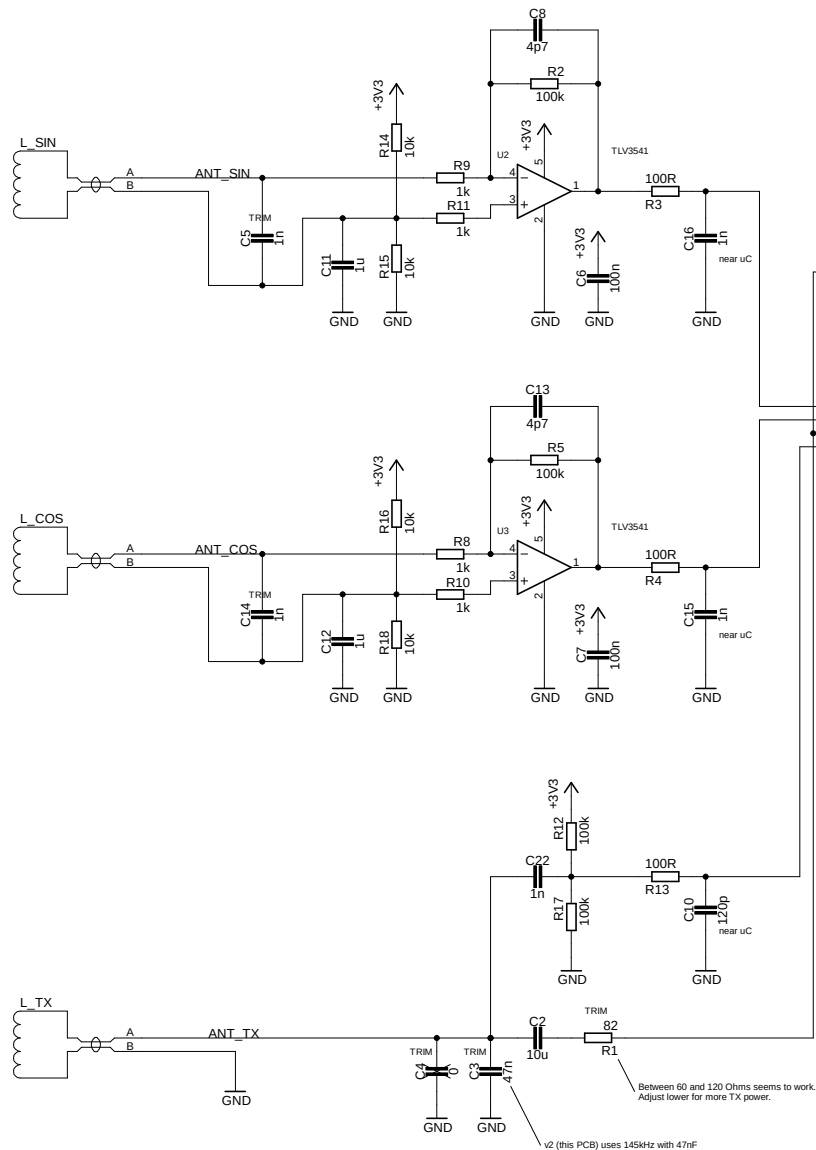 C8
4p7
R2
100k
+3V3
R14
10k
+3V3
U2
TLV3541
L_SIN
A
B
ANT_SIN
R9
1k
4
5
3
2
1
100R
R3
R11
1k
TRIM
C5
1n
C11
1u
R15
10k
+3V3
C6
100n
C16
1n
near uC
GND
GND
GND
GND
GND
C13
4p7
R5
100k
+3V3
R16
10k
+3V3
U3
TLV3541
L_COS
A
B
ANT_COS
R8
1k
4
5
3
2
1
100R
R4
R10
1k
TRIM
C14
1n
C12
1u
R18
10k
+3V3
C7
100n
C15
1n
near uC
GND
GND
GND
GND
GND
+3V3
R12
100k
C22
1n
100R
R13
R17
100k
C10
120p
near uC
GND
GND
L_TX
A
B
ANT_TX
GND
TRIM
C4
0
TRIM
C3
47n
C2
10u
TRIM
82
R1
GND
GND
Between 60 and 120 Ohms seems to work.
Adjust lower for more TX power.
v2 (this PCB) uses 145kHz with 47nF